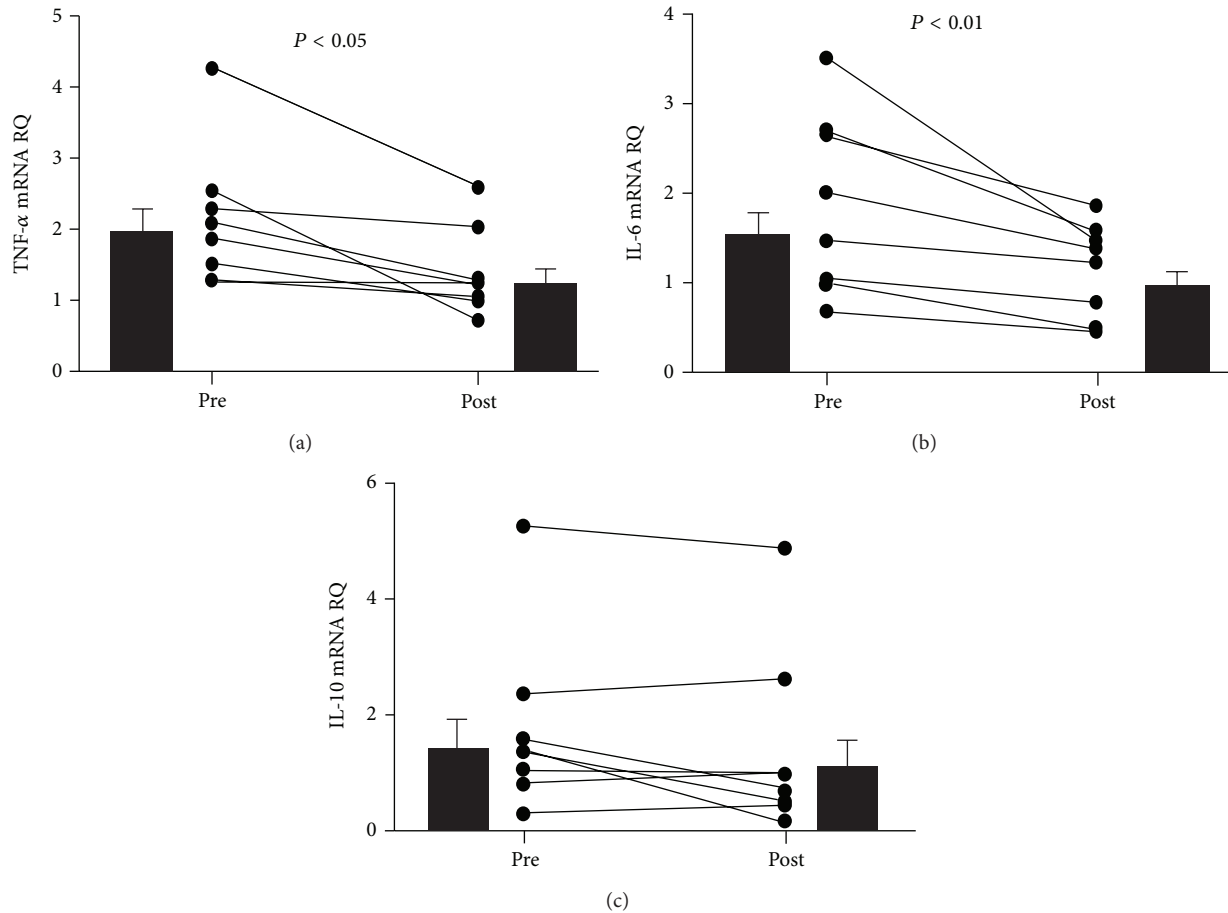 5
4
3
2
1
0
TNF-α mRNA RQ
P < 0.05
Pre
Post
(a)
4
3
2
1
0
IL-6 mRNA RQ
P < 0.01
Pre
Post
(b)
6
4
2
0
IL-10 mRNA RQ
Pre
Post
(c)